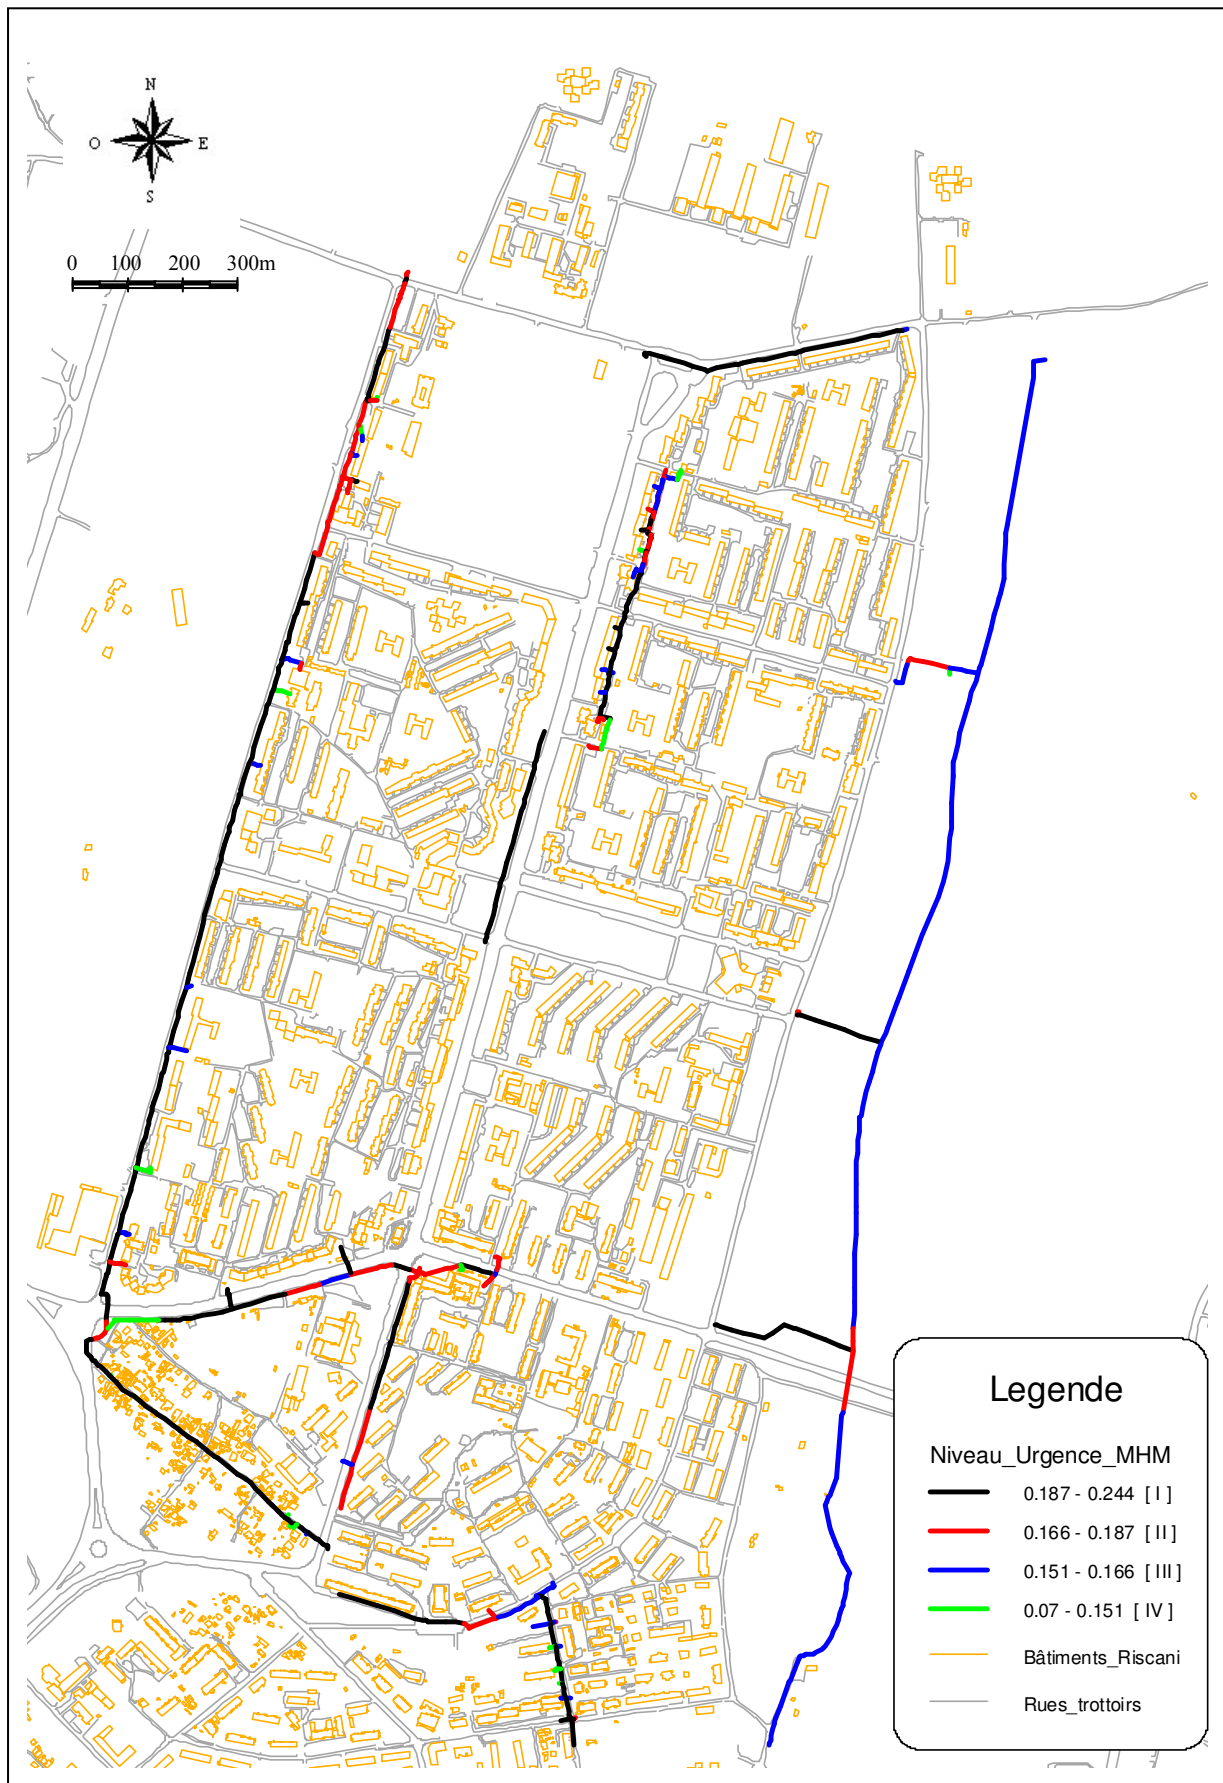 N
O E
S
0 100 200 300m
Legende
Niveau_Urgence_MHM
0.187 - 0.244 [ I ]
0.166 - 0.187 [ II ]
0.151 - 0.166 [ III ]
0.07 - 0.151 [ IV ]
Bâtiments_Riscani
Rues_trottoirs